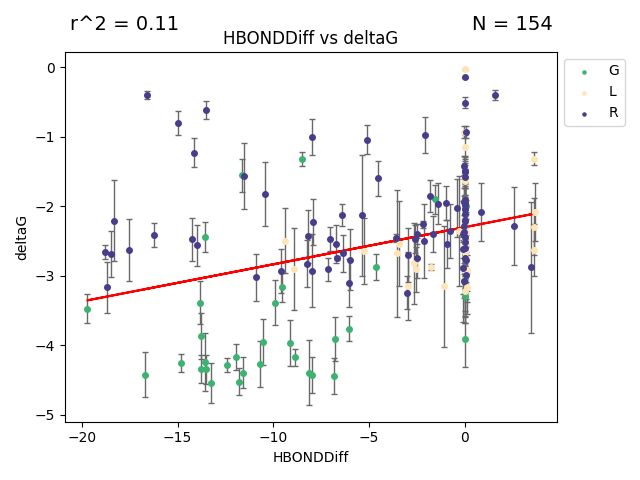 r^2 = 0.11
N = 154
HBONDDiff vs deltaG
G
L
R
deltaG
0
−1
−2
−3
−4
−5
−20
−15
−10
−5
0
HBONDDiff